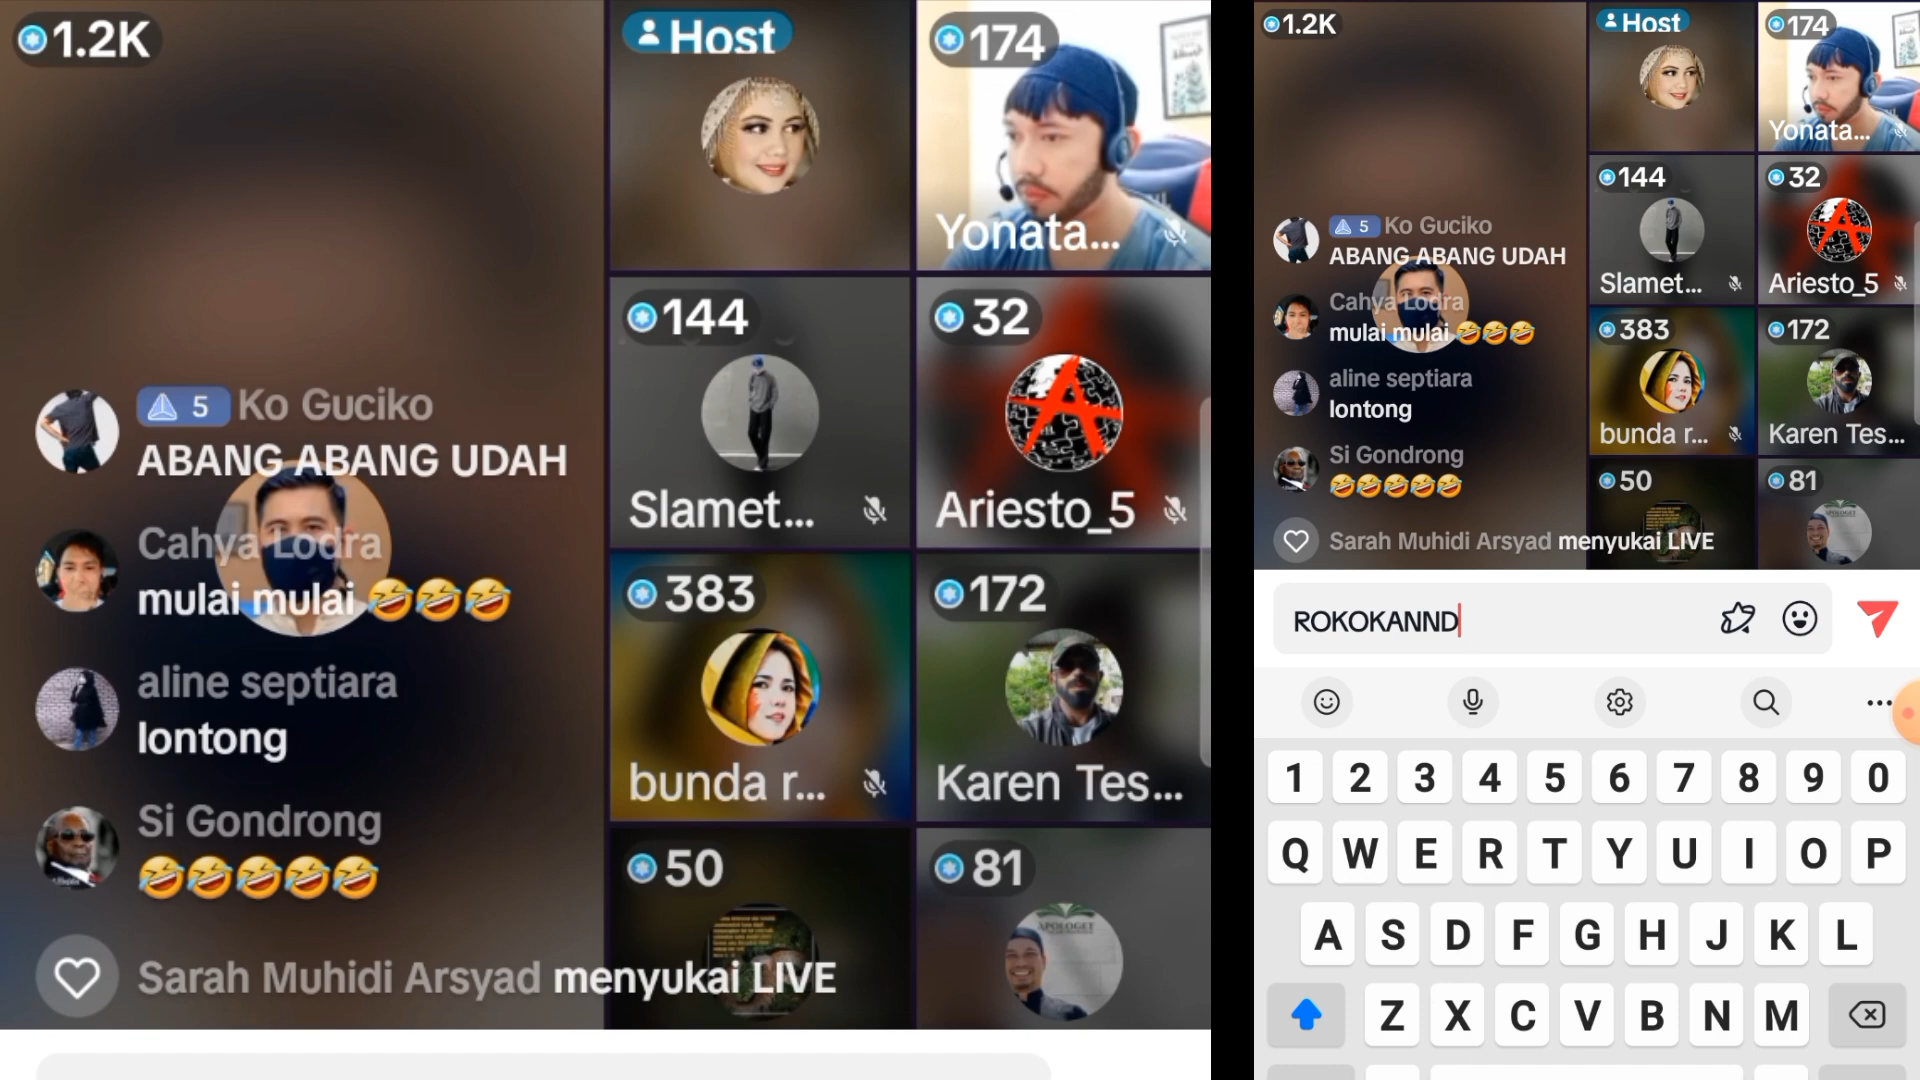 1.2K
Host
174
Yonata...
144
Slamet...
32
Ariesto_5
5 Ko Guciko
ABANG ABANG UDAH
Cahya Lodra
mulai mulai 🤣🤣🤣
aline septiara
lontong
Si Gondrong
🤣🤣🤣🤣🤣
Sarah Muhidi Arsyad menyukai LIVE
383
bunda r...
172
Karen Tes...
50
81
APOLOGET
1.2K
Host
174
Yonata...
144
Slamet...
32
Ariesto_5
5 Ko Guciko
ABANG ABANG UDAH
Cahya Lodra
mulai mulai 🤣🤣🤣
aline septiara
lontong
Si Gondrong
🤣🤣🤣🤣🤣
Sarah Muhidi Arsyad menyukai LIVE
383
bunda r...
172
Karen Tes...
50
81
APOLOGET
ROKOKANND
1 2 3 4 5 6 7 8 9 0
Q W E R T Y U I O P
A S D F G H J K L
Z X C V B N M